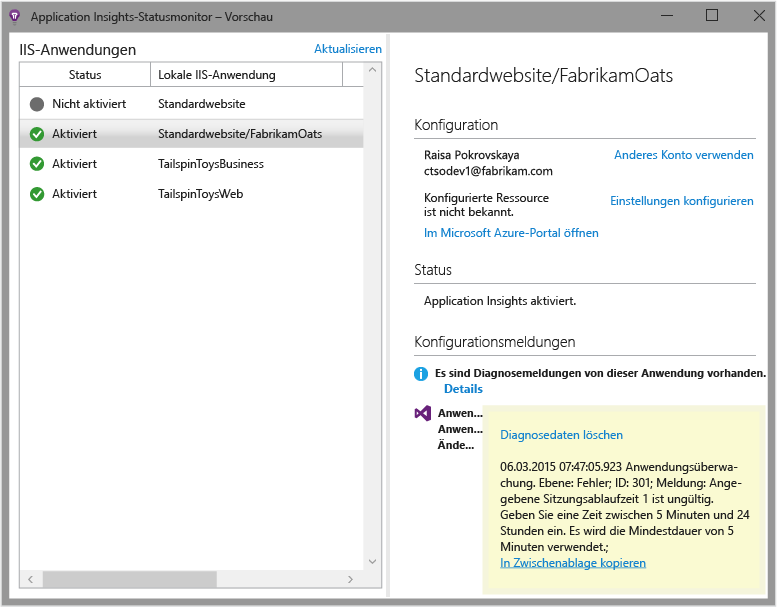 Application Insights-Statusmonitor – Vorschau
IIS-Anwendungen
Aktualisieren
Status
Lokale IIS-Anwendung
Nicht aktiviert
Standardwebsite
Aktiviert
Standardwebsite/FabrikamOats
Aktiviert
TailspinToysBusiness
Aktiviert
TailspinToysWeb
Standardwebsite/FabrikamOats
Konfiguration
Raisa Pokrovskaya
Anderes Konto verwenden
ctsodev1@fabrikam.com
Konfigurierte Ressource
ist nicht bekannt.
Einstellungen konfigurieren
Im Microsoft Azure-Portal öffnen
Status
Application Insights aktiviert.
Konfigurationsmeldungen
Es sind Diagnosemeldungen von dieser Anwendung vorhanden.
Details
Anwen...
Anwen...
Ände...
Diagnosedaten löschen
06.03.2015 07:47:05.923 Anwendungsüberwa-
chung. Ebene: Fehler; ID: 301; Meldung: Ange-
gebene Sitzungsablaufzeit 1 ist ungültig.
Geben Sie eine Zeit zwischen 5 Minuten und 24
Stunden ein. Es wird die Mindestdauer von 5
Minuten verwendet.;
In Zwischenablage kopieren